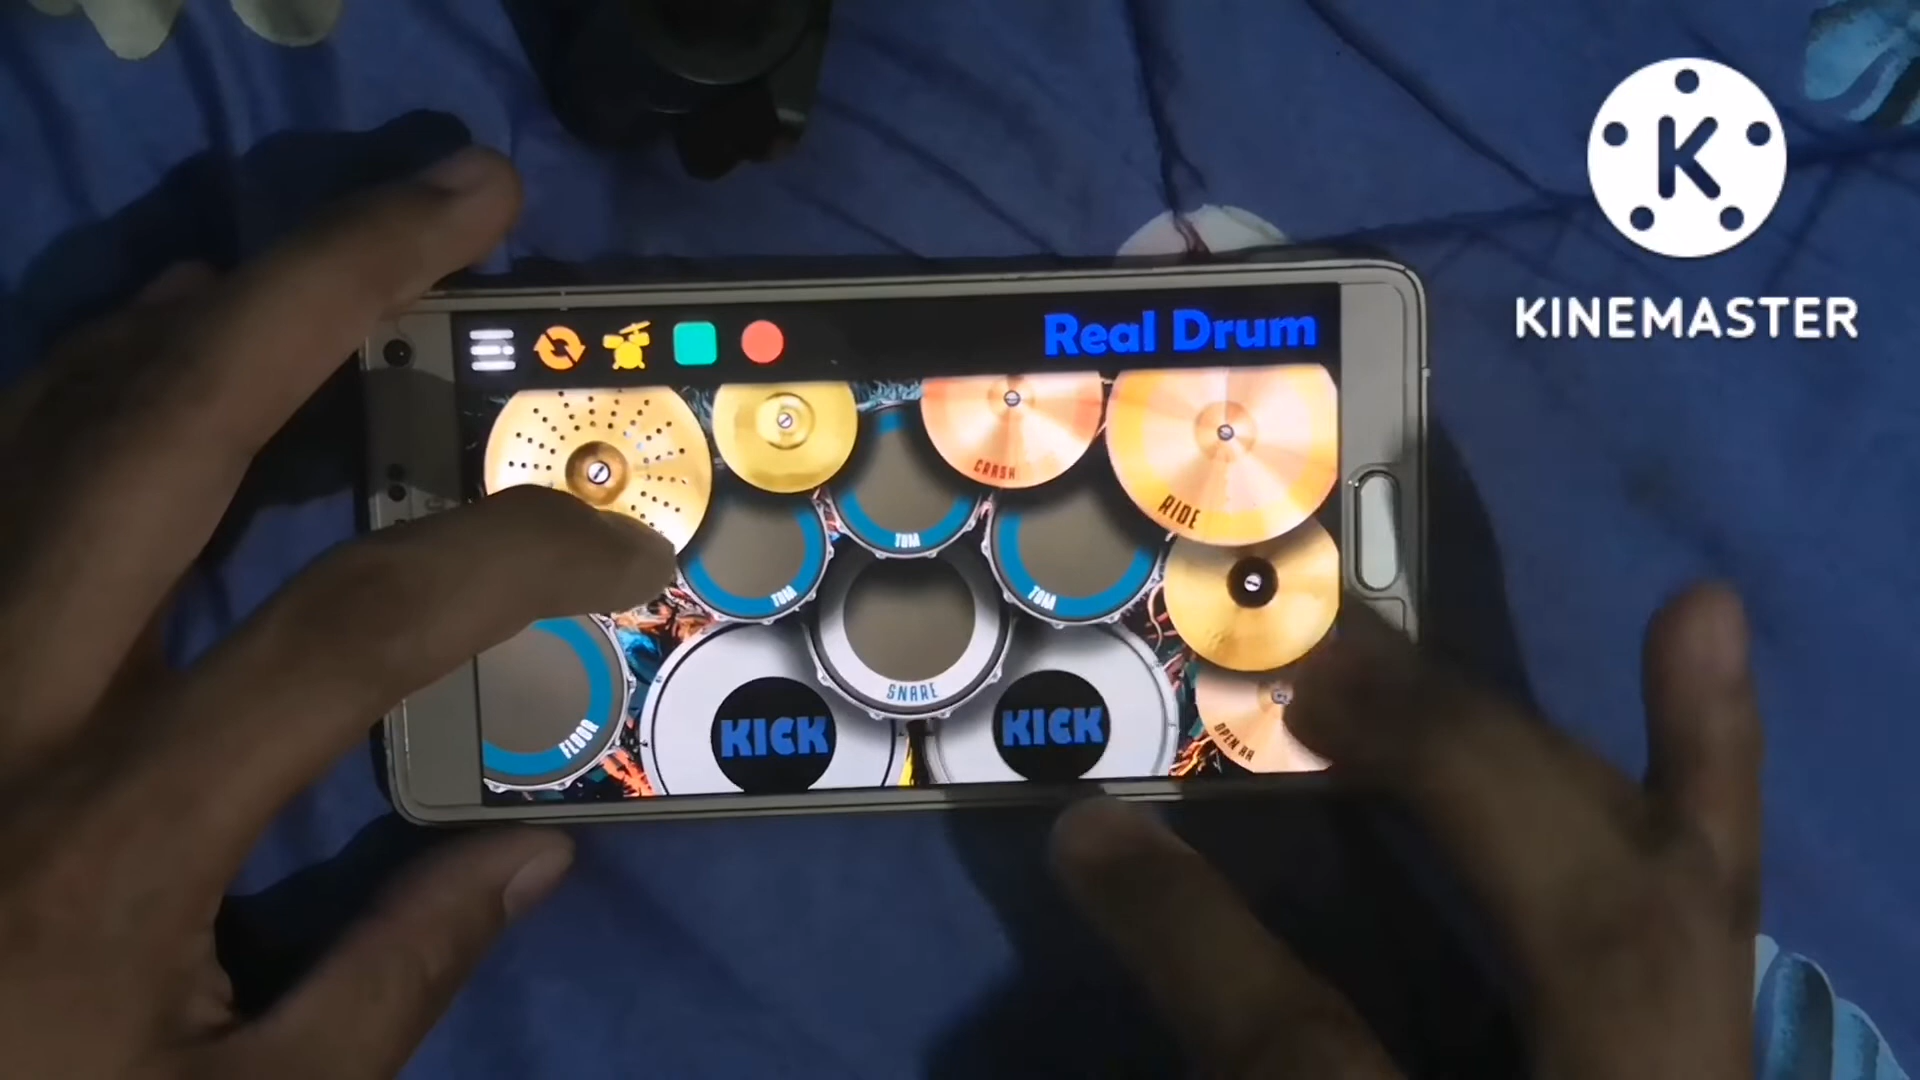 K
KINEMASTER
Real Drum
CRASH
RIDE
TOM
TOM
TOM
SNARE
FLOOR
KICK
KICK
OPEN HH